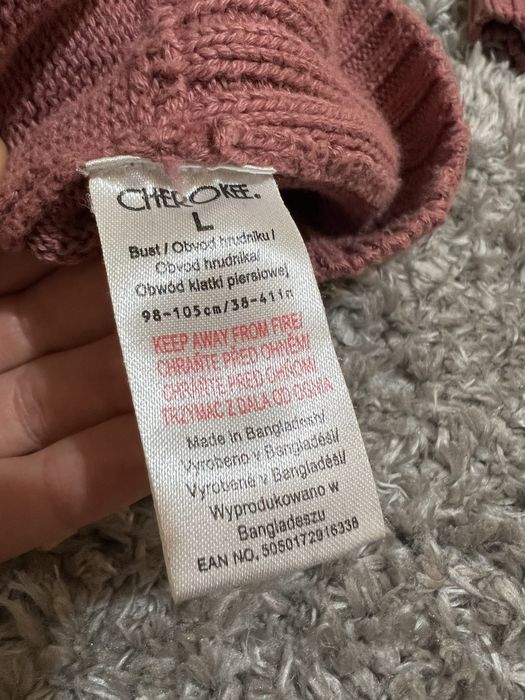 CHEROKEE.
L
Bust / Obvod hrudníku /
Obvod hrudníka/
Obwód klatki piersiowej
98-105cm/38-41in
KEEP AWAY FROM FIRE/
CHRAŇTE PŘED OHNĚM/
CHRÁŇTE PRED OHŇOM/
TRZYMAĆ Z DALA OD OGNIA
Made in Bangladesh/
Vyrobeno v Bangladéši/
Vyrobené v Bangladéši/
Wyprodukowano w
Bangladeszu
EAN NO. 5050172916338